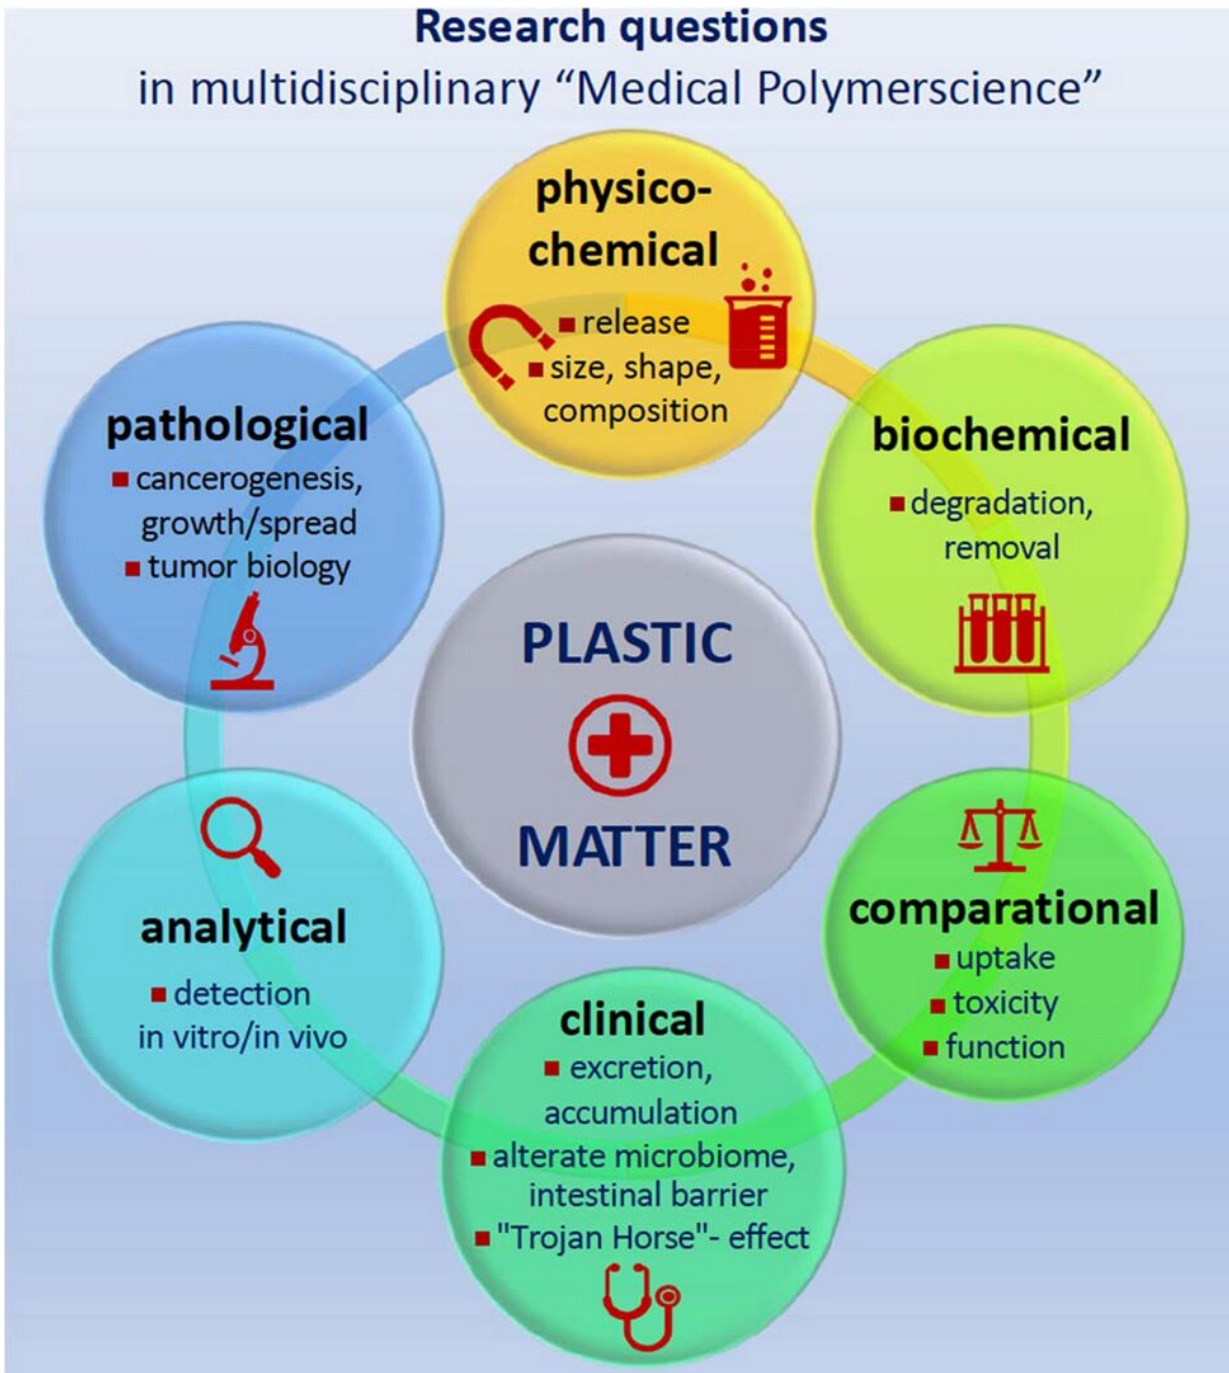 Research questions
in multidisciplinary “Medical Polymerscience”
physico-
chemical
■ release
■ size, shape,
composition
pathological
■ cancerogenesis,
growth/spread
■ tumor biology
biochemical
■ degradation,
removal
PLASTIC
MATTER
analytical
■ detection
in vitro/in vivo
comparational
■ uptake
■ toxicity
■ function
clinical
■ excretion,
accumulation
■ alterate microbiome,
intestinal barrier
■ "Trojan Horse"- effect